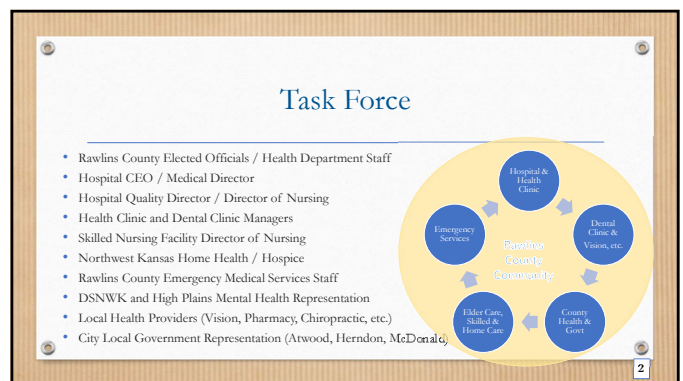 Task Force
• Rawlins County Elected Officials / Health Department Staff
• Hospital CEO / Medical Director
• Hospital Quality Director / Director of Nursing
• Health Clinic and Dental Clinic Managers
• Skilled Nursing Facility Director of Nursing
• Northwest Kansas Home Health / Hospice
• Rawlins County Emergency Medical Services Staff
• DSNWK and High Plains Mental Health Representation
• Local Health Providers (Vision, Pharmacy, Chiropractic, etc.)
• City Local Government Representation (Atwood, Herndon, McDonald)
Hospital &
Health
Clinic
Dental
Clinic &
Vision, etc.
County
Health &
Govt
Elder Care,
Skilled &
Home Care
Emergency
Services
Rawlins
County
Community
2